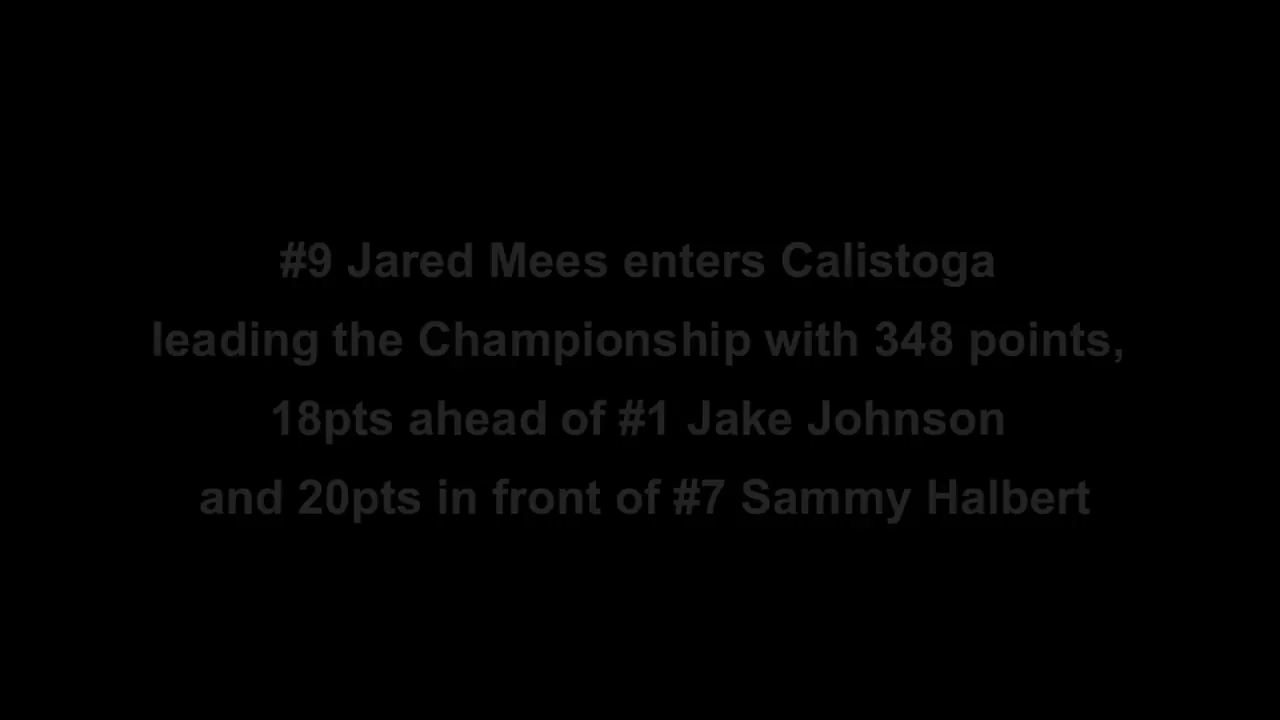 #9 Jared Mees enters Calistoga
leading the Championship with 348 points,
18pts ahead of #1 Jake Johnson
and 20pts in front of #7 Sammy Halbert